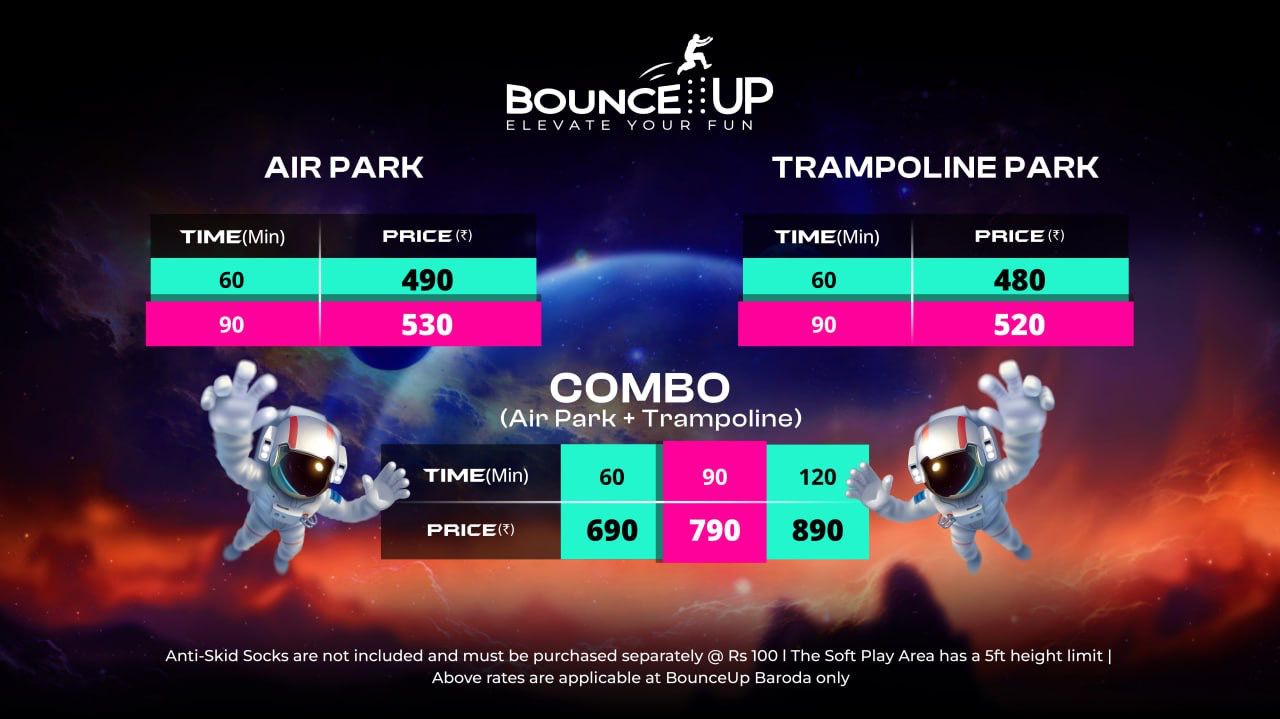 BOUNCE UP
ELEVATE YOUR FUN
AIR PARK
TIME(Min) PRICE (₹)
60 490
90 530
TRAMPOLINE PARK
TIME(Min) PRICE (₹)
60 480
90 520
COMBO
(Air Park + Trampoline)
TIME(Min) 60 90 120
PRICE(₹) 690 790 890
Anti-Skid Socks are not included and must be purchased separately @ Rs 100 l The Soft Play Area has a 5ft height limit |
Above rates are applicable at BounceUp Baroda only